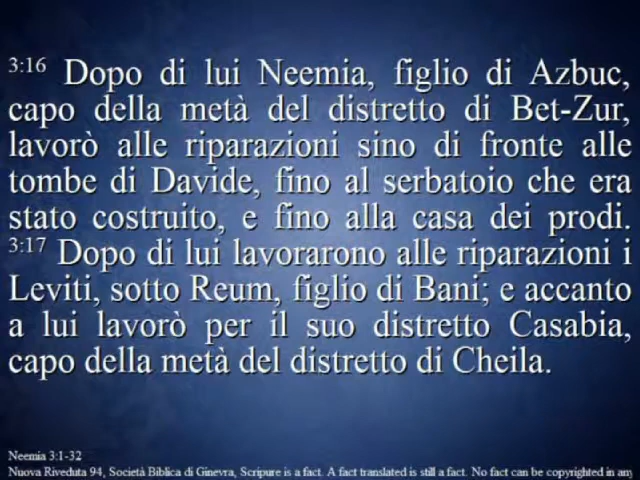 3:16 Dopo di lui Neemia, figlio di Azbuc,
capo della metà del distretto di Bet-Zur,
lavorò alle riparazioni sino di fronte alle
tombe di Davide, fino al serbatoio che era
stato costruito, e fino alla casa dei prodi.
3:17 Dopo di lui lavorarono alle riparazioni i
Leviti, sotto Reum, figlio di Bani; e accanto
a lui lavorò per il suo distretto Casabia,
capo della metà del distretto di Cheila.
Neemia 3:1-32
Nuova Riveduta 94, Società Biblica di Ginevra, Scripure is a fact. A fact translated is still a fact. No fact can be copyrighted in any